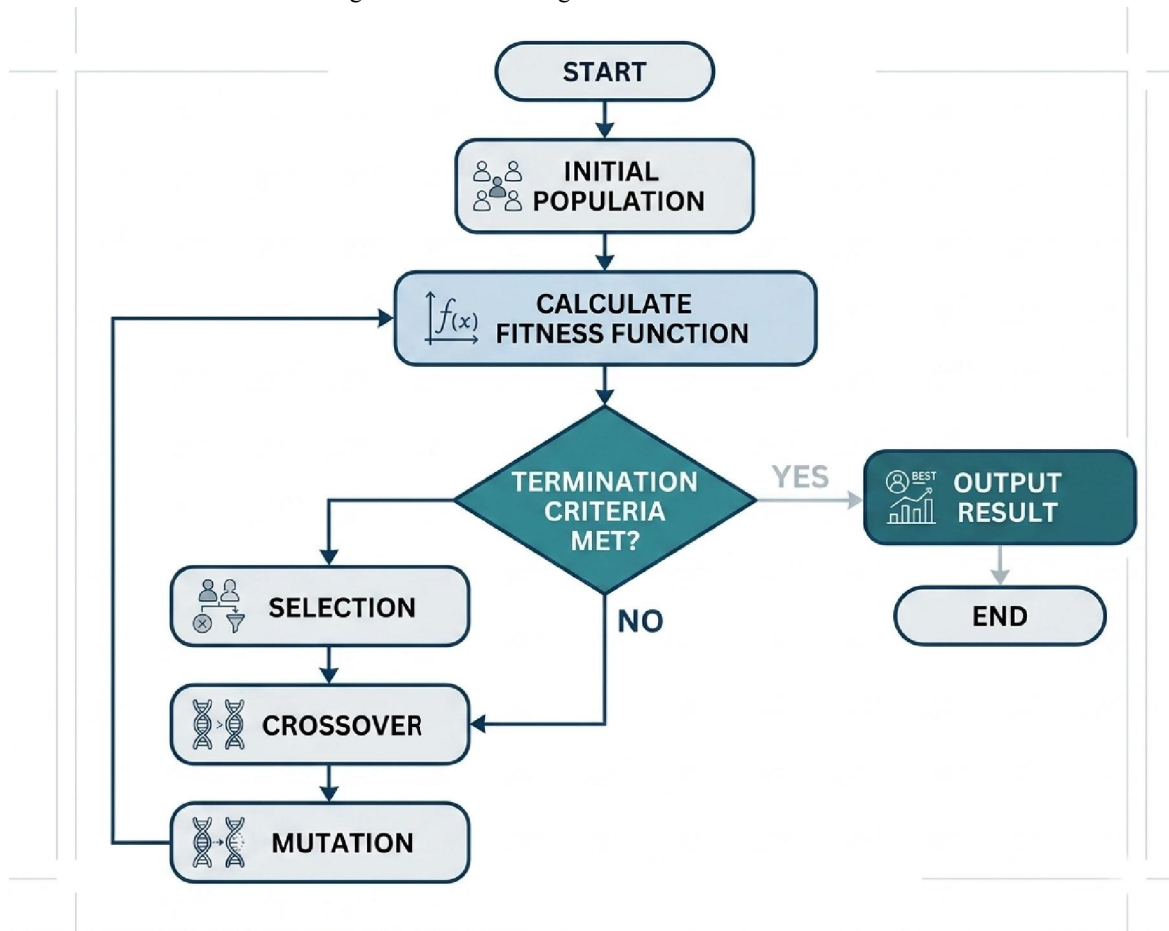 START
INITIAL
POPULATION
f(x)
CALCULATE
FITNESS FUNCTION
TERMINATION
CRITERIA
MET?
YES
BEST
OUTPUT
RESULT
END
NO
SELECTION
CROSSOVER
MUTATION